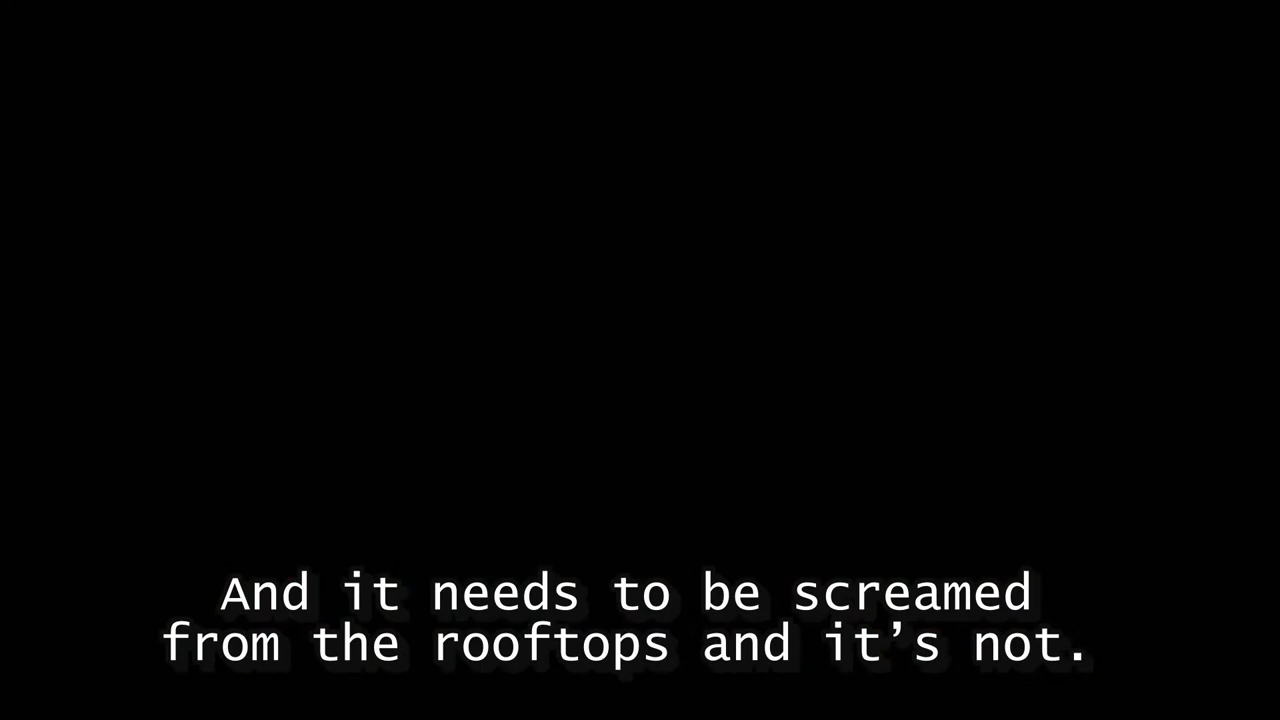 And it needs to be screamed
from the rooftops and it’s not.